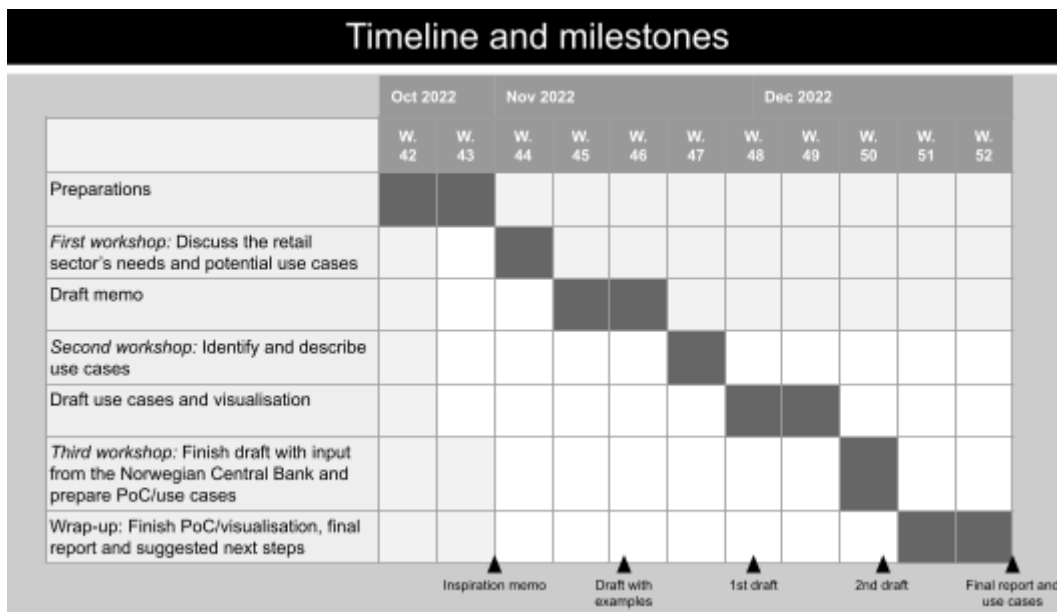 Timeline and milestones
Oct 2022 Nov 2022 Dec 2022
W. W. W. W. W. W. W. W. W. W. W.
42 43 44 45 46 47 48 49 50 51 52
Preparations
First workshop: Discuss the retail
sector's needs and potential use cases
Draft memo
Second workshop: Identify and describe
use cases
Draft use cases and visualisation
Third workshop: Finish draft with input
from the Norwegian Central Bank and
prepare PoC/use cases
Wrap-up: Finish PoC/visualisation, final
report and suggested next steps
Inspiration memo
Draft with
examples
1st draft
2nd draft
Final report and
use cases